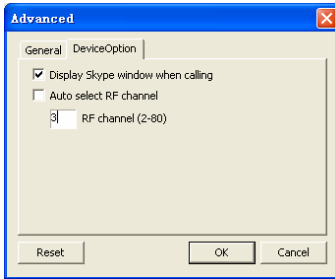 Advanced
General DeviceOption
Display Skype window when calling
Auto select RF channel
3 RF channel (2-80)
Reset OK Cancel